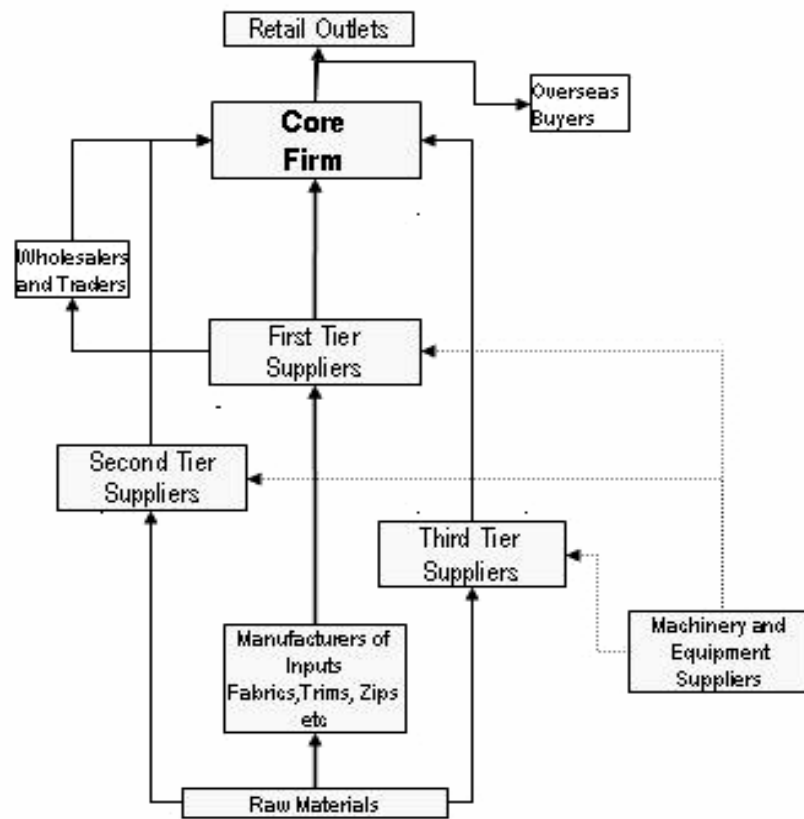 Retail Outlets
Overseas
Buyers
Core
Firm
Wholesalers
and Traders
First Tier
Suppliers
Second Tier
Suppliers
Third Tier
Suppliers
Manufacturers of
Inputs
Fabrics,Trims, Zips
etc
Machinery and
Equipment
Suppliers
Raw Materials